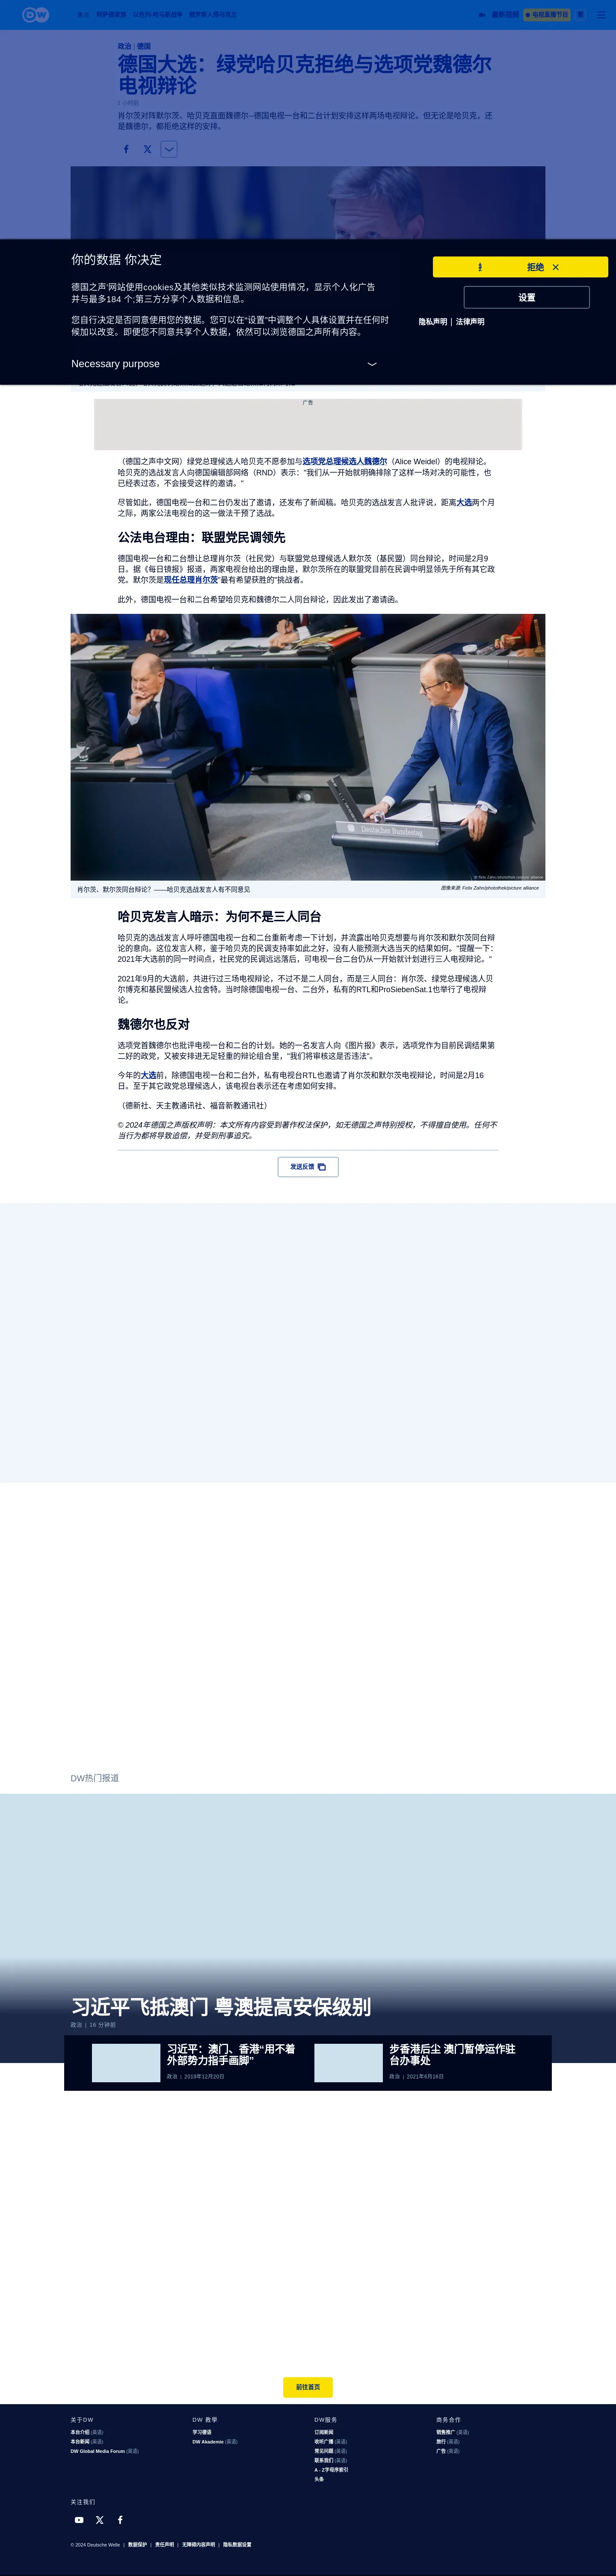 政治 | 德国
德国大选：绿党哈贝克拒绝与选项党魏德尔
电视辩论
肖尔茨对阵默尔茨、哈贝克直面魏德尔--德国电视一台和二台计划安排这样两场电视辩论。但无论是哈贝克，还
是魏德尔，都拒绝这样的安排。
你的数据 你决定
德国之声'网站使用cookies及其他类似技术监测网站使用情况，显示个人化广告
并与最多184 个;第三方分享个人数据和信息。
您自行决定是否同意使用您的数据。您可以在“设置”中调整个人具体设置并在任何时
候加以改变。即便您不同意共享个人数据，依然可以浏览德国之声所有内容。
Necessary purpose
拒绝
设置
隐私声明 | 法律声明
广告
（德国之声中文网）绿党总理候选人哈贝克不愿参加与选项党总理候选人魏德尔（Alice Weidel）的电视辩论。
哈贝克的选战发言人向德国编辑部网络（RND）表示："我们从一开始就明确排除了这样一场对决的可能性，也
已经表过态，不会接受这样的邀请。"
尽管如此，德国电视一台和二台仍发出了邀请，还发布了新闻稿。哈贝克的选战发言人批评说，距离大选两个月
之际，两家公法电视台的这一做法干预了选战。
公法电台理由：联盟党民调领先
德国电视一台和二台想让总理肖尔茨（社民党）与联盟党总理候选人默尔茨（基民盟）同台辩论，时间是2月9
日。据《每日镜报》报道，两家电视台给出的理由是，默尔茨所在的联盟党目前在民调中明显领先于所有其它政
党。默尔茨是现任总理肖尔茨"最有希望获胜的"挑战者。
此外，德国电视一台和二台希望哈贝克和魏德尔二人同台辩论，因此发出了邀请函。
Deutscher Bundestag
© Felix Zahn/photothek/picture alliance
肖尔茨、默尔茨同台辩论？——哈贝克选战发言人有不同意见
图像来源: Felix Zahn/photothek/picture alliance
哈贝克发言人暗示：为何不是三人同台
哈贝克的选战发言人呼吁德国电视一台和二台重新考虑一下计划，并流露出哈贝克想要与肖尔茨和默尔茨同台辩
论的意向。这位发言人称，鉴于哈贝克的民调支持率如此之好，没有人能预测大选当天的结果会如何。"提醒一下：
2021年大选前的同一时间点，社民党的民调远远落后，可电视一台二台仍从一开始就计划进行三人电视辩论。"
2021年9月的大选前，共进行过三场电视辩论，不过不是二人同台，而是三人同台：肖尔茨、绿党总理候选人贝
尔博克和基民盟候选人拉舍特。当时除德国电视一台、二台外，私有的RTL和ProSiebenSat.1也举行了电视辩
论。
魏德尔也反对
选项党首魏德尔也批评电视一台和二台的计划。她的一名发言人向《图片报》表示，选项党作为目前民调结果第
二好的政党，又被安排进无足轻重的辩论组合里，"我们将审核这是否违法"。
今年的大选前，除德国电视一台和二台外，私有电视台RTL也邀请了肖尔茨和默尔茨电视辩论，时间是2月16
日。至于其它政党总理候选人，该电视台表示还在考虑如何安排。
（德新社、天主教通讯社、福音新教通讯社）
© 2024年德国之声版权声明：本文所有内容受到著作权法保护，如无德国之声特别授权，不得擅自使用。任何不
当行为都将导致追偿，并受到刑事追究。
发送反馈
DW热门报道
习近平飞抵澳门 粤澳提高安保级别
政治 | 16 分钟前
习近平：澳门、香港“用不着
外部势力指手画脚”
政治 | 2019年12月20日
步香港后尘 澳门暂停运作驻
台办事处
政治 | 2021年6月16日
前往首页
关于DW
本台介绍 (英语)
本台新闻 (英语)
DW Global Media Forum (英语)
DW 教學
学习德语
DW Akademie (英语)
DW服务
订阅新闻
收听广播 (英语)
常见问题 (英语)
联系我们 (英语)
A - Z字母序索引
头条
商务合作
销售推广 (英语)
旅行 (英语)
广告 (英语)
关注我们
© 2024 Deutsche Welle | 数据保护 | 责任声明 | 无障碍内容声明 | 隐私数据设置